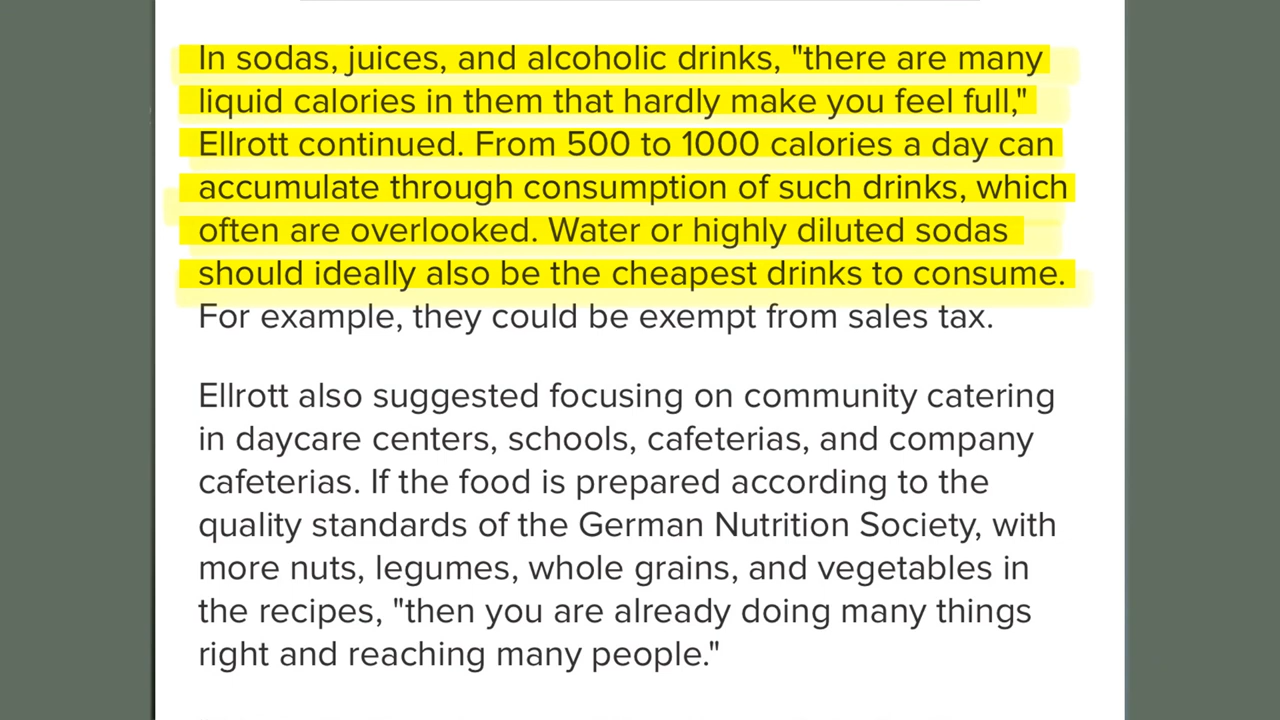 In sodas, juices, and alcoholic drinks, "there are many
liquid calories in them that hardly make you feel full,"
Ellrott continued. From 500 to 1000 calories a day can
accumulate through consumption of such drinks, which
often are overlooked. Water or highly diluted sodas
should ideally also be the cheapest drinks to consume.
For example, they could be exempt from sales tax.
Ellrott also suggested focusing on community catering
in daycare centers, schools, cafeterias, and company
cafeterias. If the food is prepared according to the
quality standards of the German Nutrition Society, with
more nuts, legumes, whole grains, and vegetables in
the recipes, "then you are already doing many things
right and reaching many people."